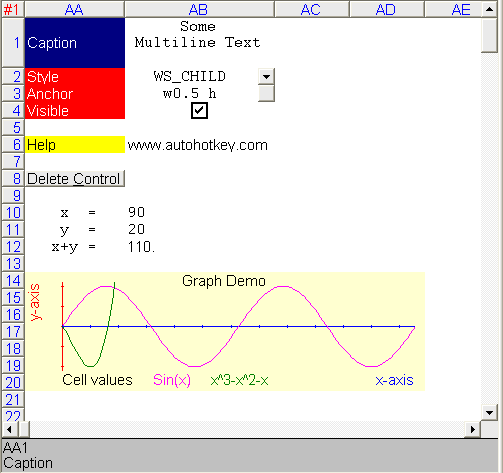 #1 AA AB AC AD AE
Some
1 Caption Multiline Text
2 Style WS_CHILD
3 Anchor w0.5 h
4 Visible
5
6 Help www.autohotkey.com
7
8 Delete Control
9
10 x = 90
11 y = 20
12 x+y = 110.
13
14 Graph Demo
15
16 y-axis
17
18
19
20 Cell values Sin(x) x^3-x^2-x x-axis
21
22
AA1
Caption